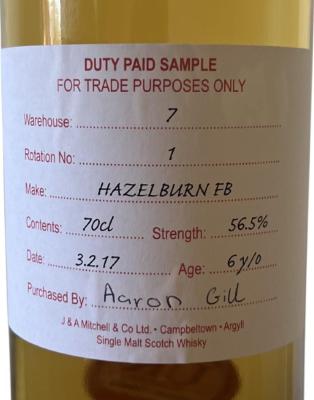 DUTY PAID SAMPLE
FOR TRADE PURPOSES ONLY
Warehouse: 7
Rotation No: 1
Make: HAZELBURN FB
Contents: 70cl Strength: 56.5%
Date: 3.2.17 Age: 6 y/o
Purchased By: Aaron Gill
J & A Mitchell & Co Ltd. • Campbeltown • Argyll
Single Malt Scotch Whisky